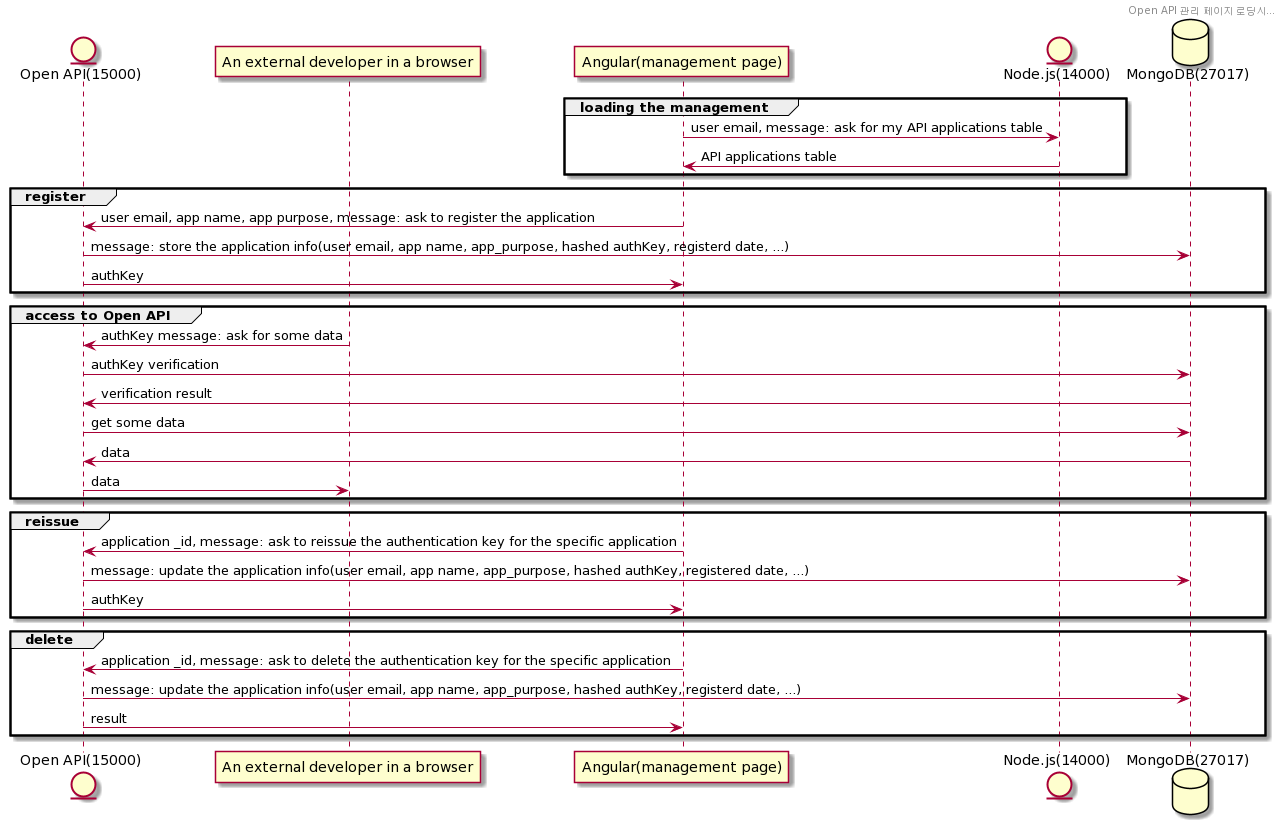 Open API 관리 페이지 로딩시...
Open API(15000)
An external developer in a browser
Angular(management page)
Node.js(14000)
MongoDB(27017)
loading the management
user email, message: ask for my API applications table
API applications table
register
user email, app name, app purpose, message: ask to register the application
message: store the application info(user email, app name, app_purpose, hashed authKey, registerd date, ...)
authKey
access to Open API
authKey message: ask for some data
authKey verification
verification result
get some data
data
data
reissue
application _id, message: ask to reissue the authentication key for the specific application
message: update the application info(user email, app name, app_purpose, hashed authKey, registered date, ...)
authKey
delete
application _id, message: ask to delete the authentication key for the specific application
message: update the application info(user email, app name, app_purpose, hashed authKey, registerd date, ...)
result
Open API(15000)
An external developer in a browser
Angular(management page)
Node.js(14000)
MongoDB(27017)